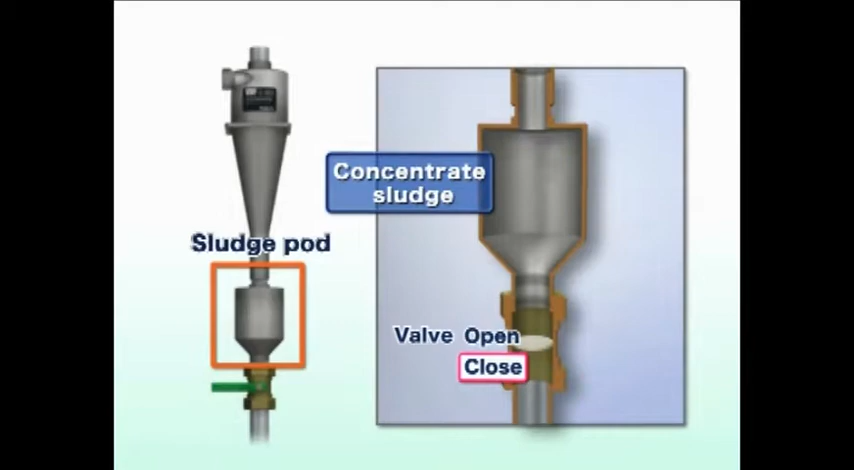 Concentrate
sludge
Sludge pod
Valve Open
Close